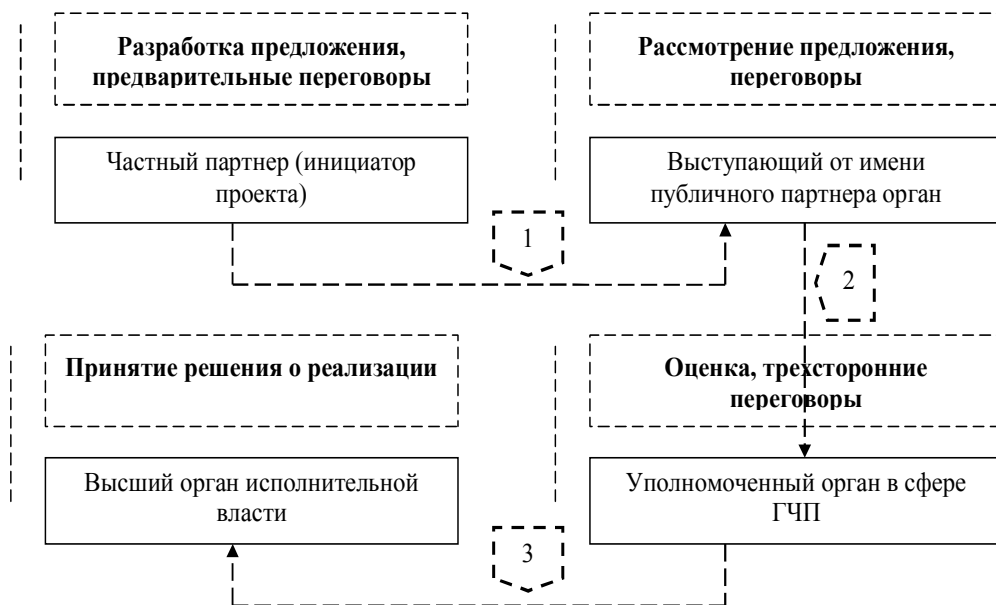 Разработка предложения,
предварительные переговоры
Рассмотрение предложения,
переговоры
Частный партнер (инициатор
проекта)
Выступающий от имени
публичного партнера орган
1
2
Принятие решения о реализации
Оценка, трехсторонние
переговоры
Высший орган исполнительной
власти
Уполномоченный орган в сфере
ГЧП
3